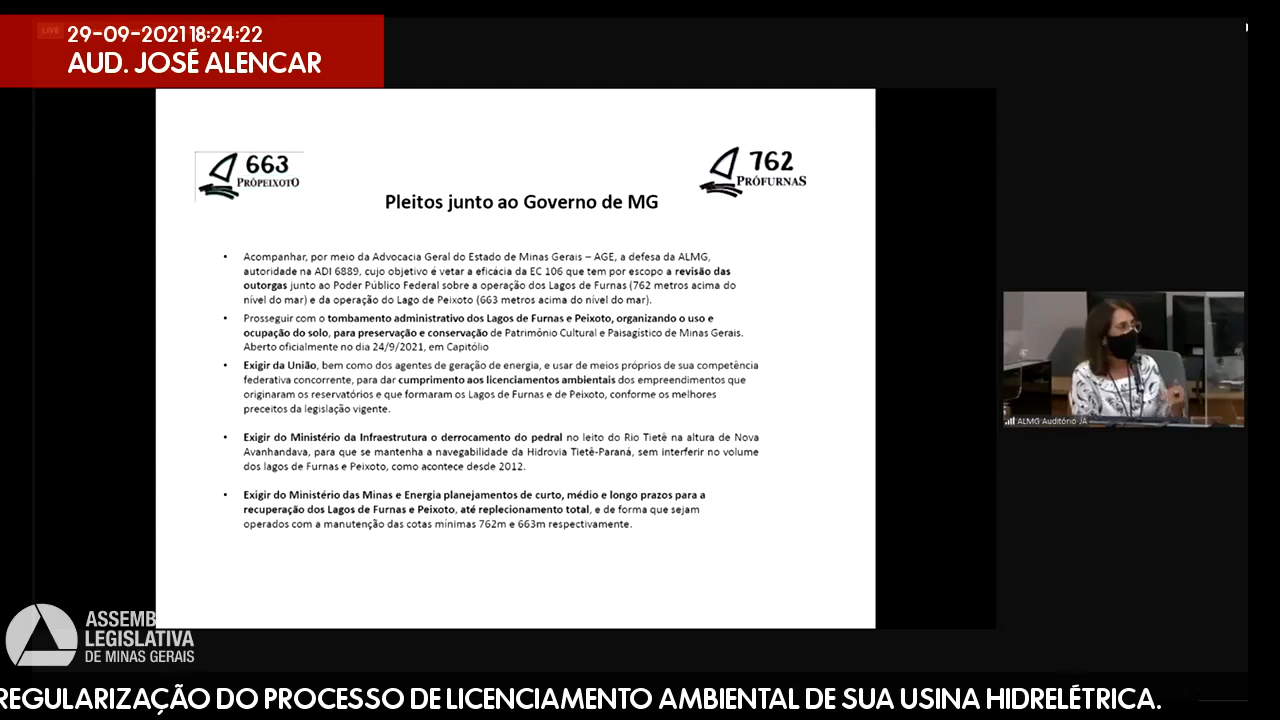 LIVE
29-09-2021 18:24:22
AUD. JOSÉ ALENCAR
663
PRÓPEIXOTO
762
PRÓFURNAS
Pleitos junto ao Governo de MG
• Acompanhar, por meio da Advocacia Geral do Estado de Minas Gerais – AGE, a defesa da ALMG,
autoridade na ADI 6889, cujo objetivo é vetar a eficácia da EC 106 que tem por escopo a revisão das
outorgas junto ao Poder Público Federal sobre a operação dos Lagos de Furnas (762 metros acima do
nível do mar) e da operação do Lago de Peixoto (663 metros acima do nível do mar).
• Prosseguir com o tombamento administrativo dos Lagos de Furnas e Peixoto, organizando o uso e
ocupação do solo, para preservação e conservação de Patrimônio Cultural e Paisagístico de Minas Gerais.
Aberto oficialmente no dia 24/9/2021, em Capitólio
• Exigir da União, bem como dos agentes de geração de energia, e usar de meios próprios de sua competência
federativa concorrente, para dar cumprimento aos licenciamentos ambientais dos empreendimentos que
originaram os reservatórios e que formaram os Lagos de Furnas e de Peixoto, conforme os melhores
preceitos da legislação vigente.
• Exigir do Ministério da Infraestrutura o derrocamento do pedral no leito do Rio Tietê na altura de Nova
Avanhandava, para que se mantenha a navegabilidade da Hidrovia Tietê-Paraná, sem interferir no volume
dos lagos de Furnas e Peixoto, como acontece desde 2012.
• Exigir do Ministério das Minas e Energia planejamentos de curto, médio e longo prazos para a
recuperação dos Lagos de Furnas e Peixoto, até replecionamento total, e de forma que sejam
operados com a manutenção das cotas mínimas 762m e 663m respectivamente.
ALMG Auditório JA
ASSEMB
LEGISLATIVA
DE MINAS GERAIS
REGULARIZAÇÃO DO PROCESSO DE LICENCIAMENTO AMBIENTAL DE SUA USINA HIDRELÉTRICA.